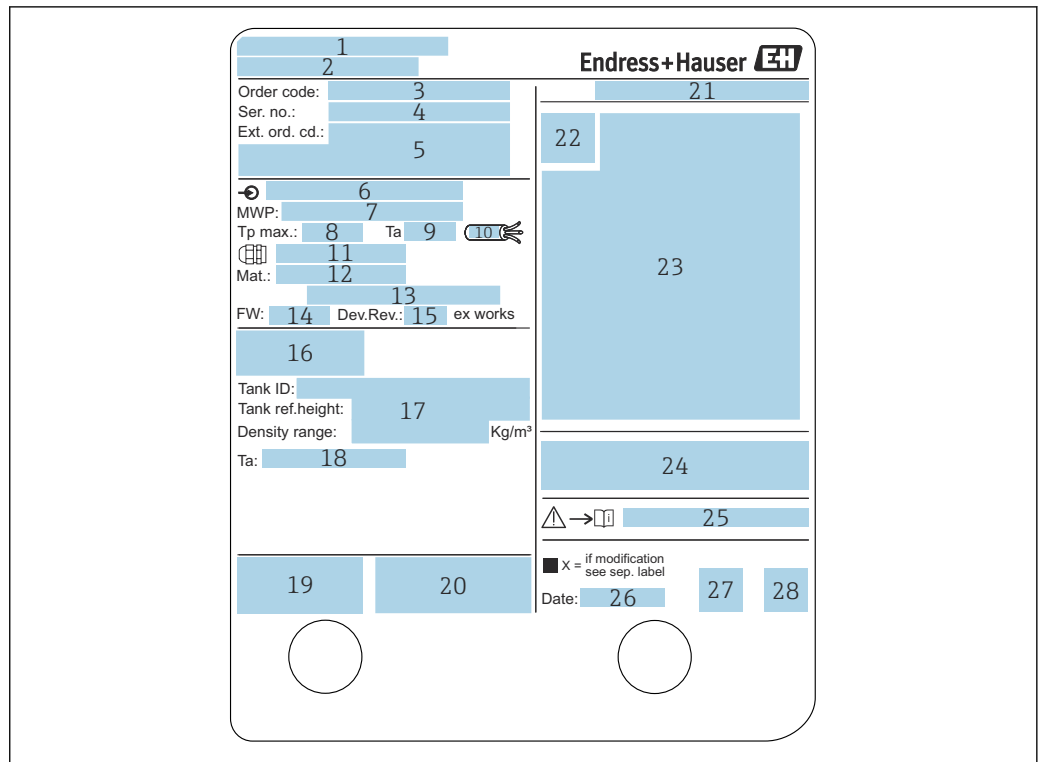 1
2
Endress+Hauser EH
Order code: 3
Ser. no.: 4
Ext. ord. cd.: 5
6
MWP: 7
Tp max.: 8 Ta 9 10
11
Mat.: 12
13
FW: 14 Dev.Rev.: 15 ex works
16
Tank ID:
Tank ref.height: 17
Density range: Kg/m³
Ta: 18
19 20
21
22
23
24
i 25
X = if modification
see sep. label
Date: 26 27 28